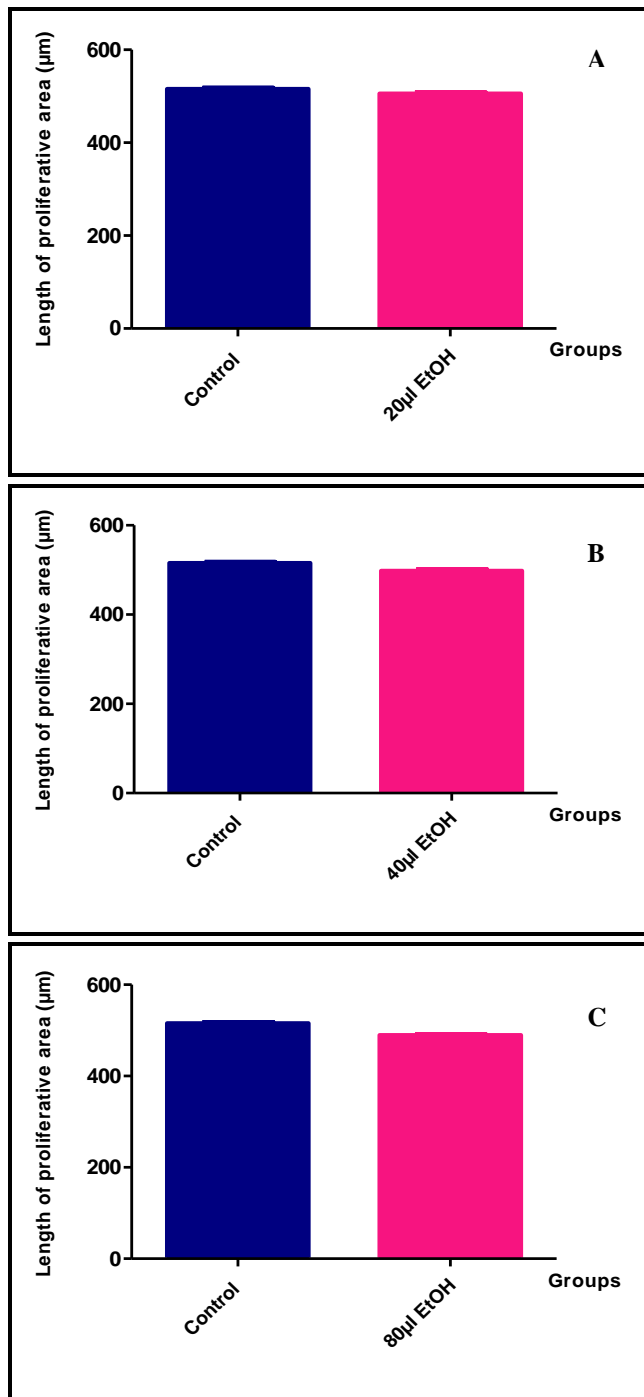 A
Length of proliferative area (µm)
600
400
200
0
Control
20µl EtOH
Groups
B
Length of proliferative area (µm)
600
400
200
0
Control
40µl EtOH
Groups
C
Length of proliferative area (µm)
600
400
200
0
Control
80µl EtOH
Groups